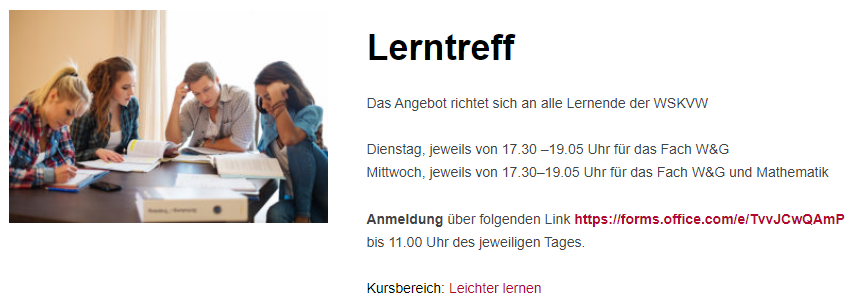 Lerntreff
Das Angebot richtet sich an alle Lernende der WSKVW
Dienstag, jeweils von 17.30 –19.05 Uhr für das Fach W&G
Mittwoch, jeweils von 17.30–19.05 Uhr für das Fach W&G und Mathematik
Anmeldung über folgenden Link https://forms.office.com/e/TvvJCwQAmP
bis 11.00 Uhr des jeweiligen Tages.
Kursbereich: Leichter lernen